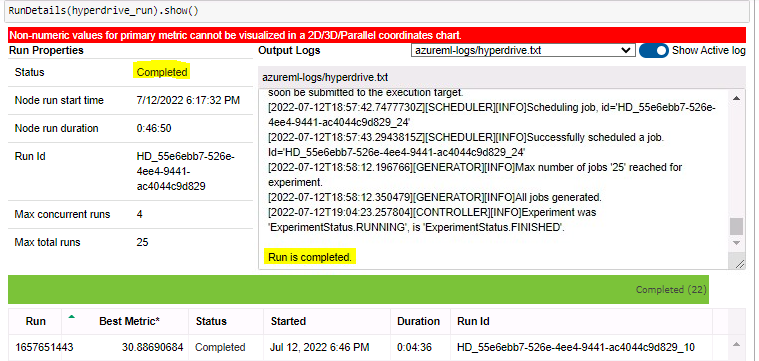 RunDetails(hyperdrive_run).show()
Non-numeric values for primary metric cannot be visualized in a 2D/3D/Parallel coordinates chart.
Run Properties
Status Completed
Node run start time 7/12/2022 6:17:32 PM
Node run duration 0:46:50
Run Id HD_55e6ebb7-526e-
4ee4-9441-
ac4044c9d829
Max concurrent runs 4
Max total runs 25
Output Logs azureml-logs/hyperdrive.txt Show Active log
azureml-logs/hyperdrive.txt
soon be submitted to the execution target.
[2022-07-12T18:57:42.7477730Z][SCHEDULER][INFO]Scheduling job, id='HD_55e6ebb7-526e-
4ee4-9441-ac4044c9d829_24'
[2022-07-12T18:57:43.2943815Z][SCHEDULER][INFO]Successfully scheduled a job.
Id='HD_55e6ebb7-526e-4ee4-9441-ac4044c9d829_24'
[2022-07-12T18:58:12.196766][GENERATOR][INFO]Max number of jobs '25' reached for
experiment.
[2022-07-12T18:58:12.350479][GENERATOR][INFO]All jobs generated.
[2022-07-12T19:04:23.257804][CONTROLLER][INFO]Experiment was
'ExperimentStatus.RUNNING', is 'ExperimentStatus.FINISHED'.
Run is completed.
Completed (22)
Run Best Metric* Status Started Duration Run Id
1657651443 30.88690684 Completed Jul 12, 2022 6:46 PM 0:04:36 HD_55e6ebb7-526e-4ee4-9441-ac4044c9d829_10